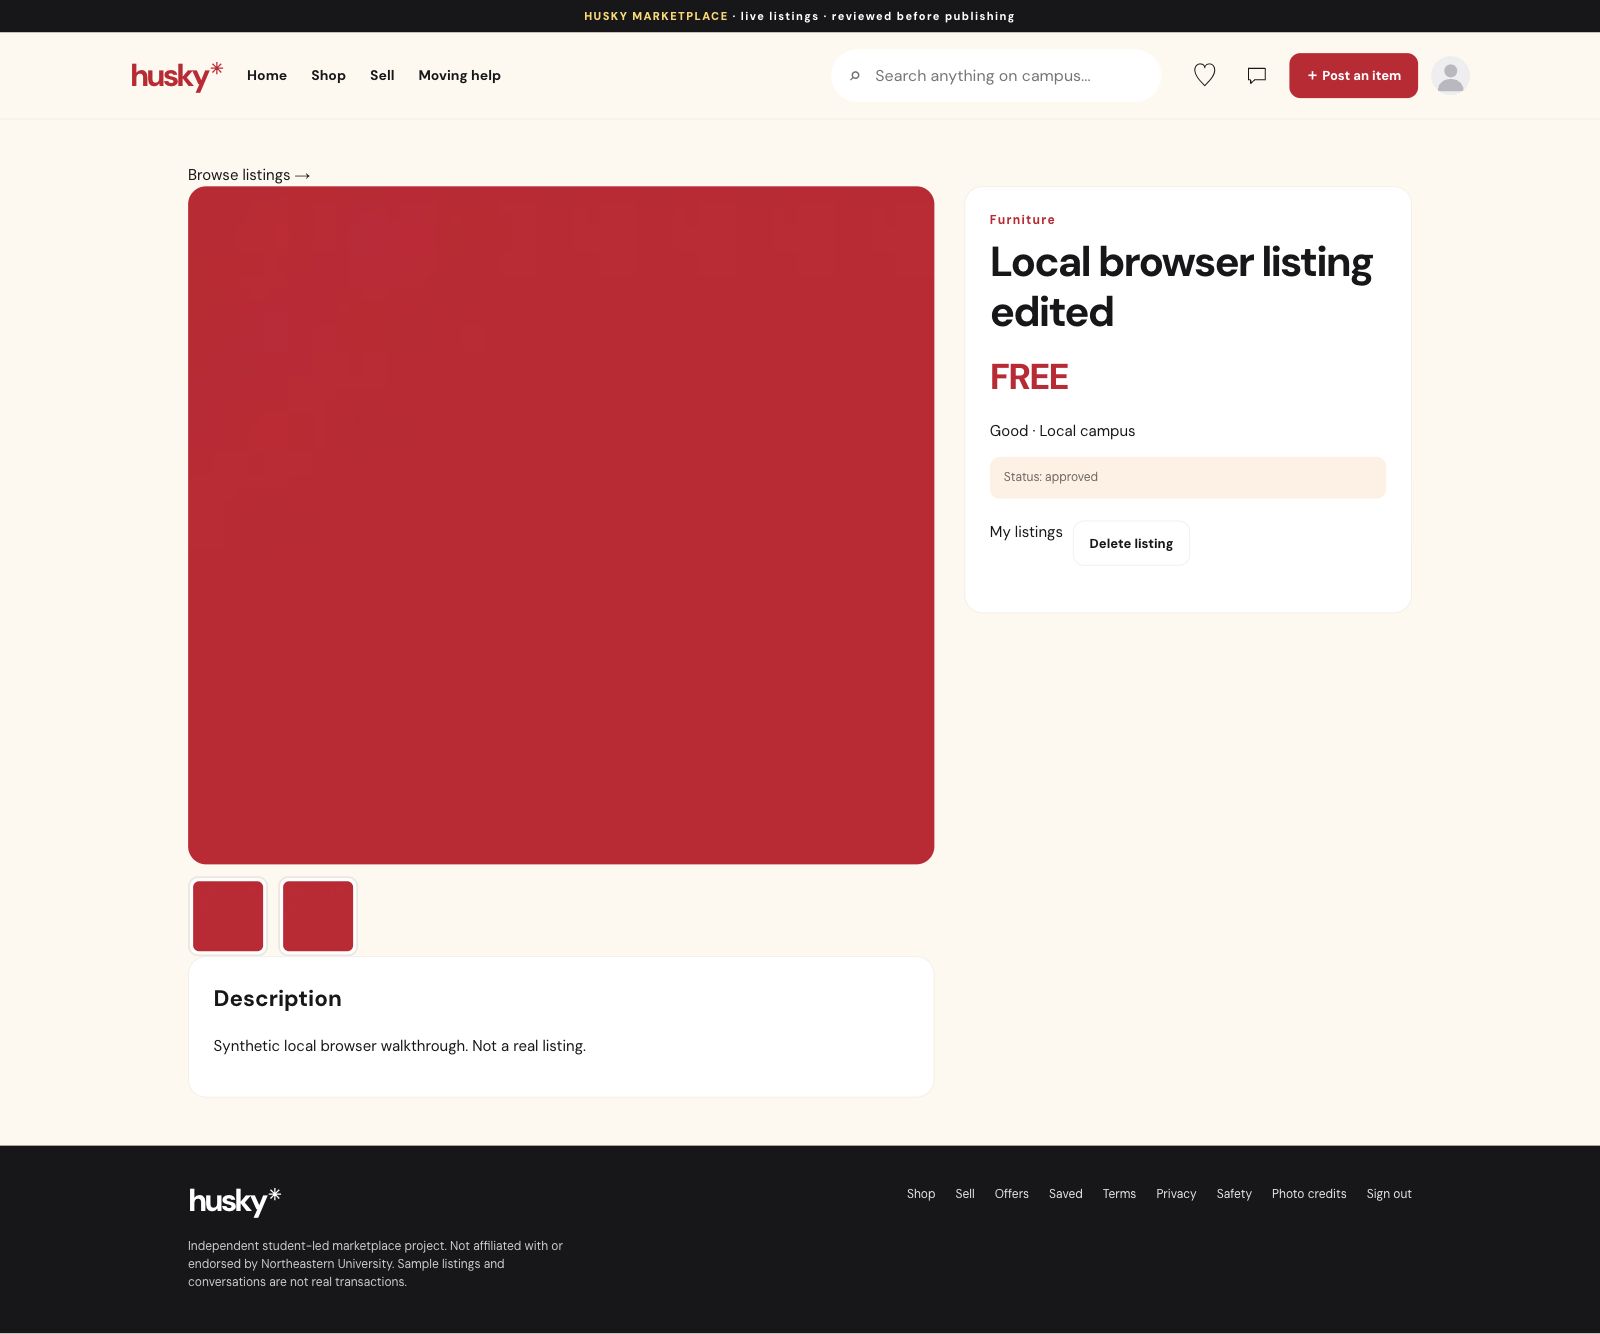 HUSKY MARKETPLACE · live listings · reviewed before publishing
husky*
Home Shop Sell Moving help
Search anything on campus...
+ Post an item
Browse listings →
Furniture
Local browser listing
edited
FREE
Good · Local campus
Status: approved
My listings
Delete listing
Description
Synthetic local browser walkthrough. Not a real listing.
husky*
Shop Sell Offers Saved Terms Privacy Safety Photo credits Sign out
Independent student-led marketplace project. Not affiliated with or
endorsed by Northeastern University. Sample listings and
conversations are not real transactions.